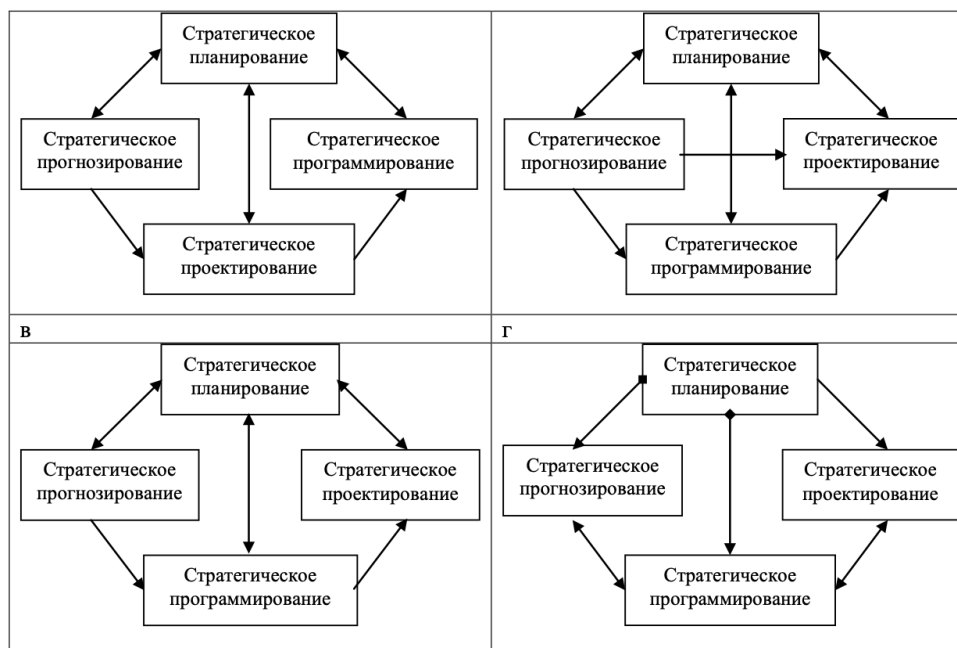 Стратегическое
планирование
Стратегическое
прогнозирование
Стратегическое
программирование
Стратегическое
проектирование
Стратегическое
планирование
Стратегическое
прогнозирование
Стратегическое
проектирование
Стратегическое
программирование
В
Стратегическое
планирование
Стратегическое
прогнозирование
Стратегическое
проектирование
Стратегическое
программирование
Г
Стратегическое
планирование
Стратегическое
прогнозирование
Стратегическое
проектирование
Стратегическое
программирование